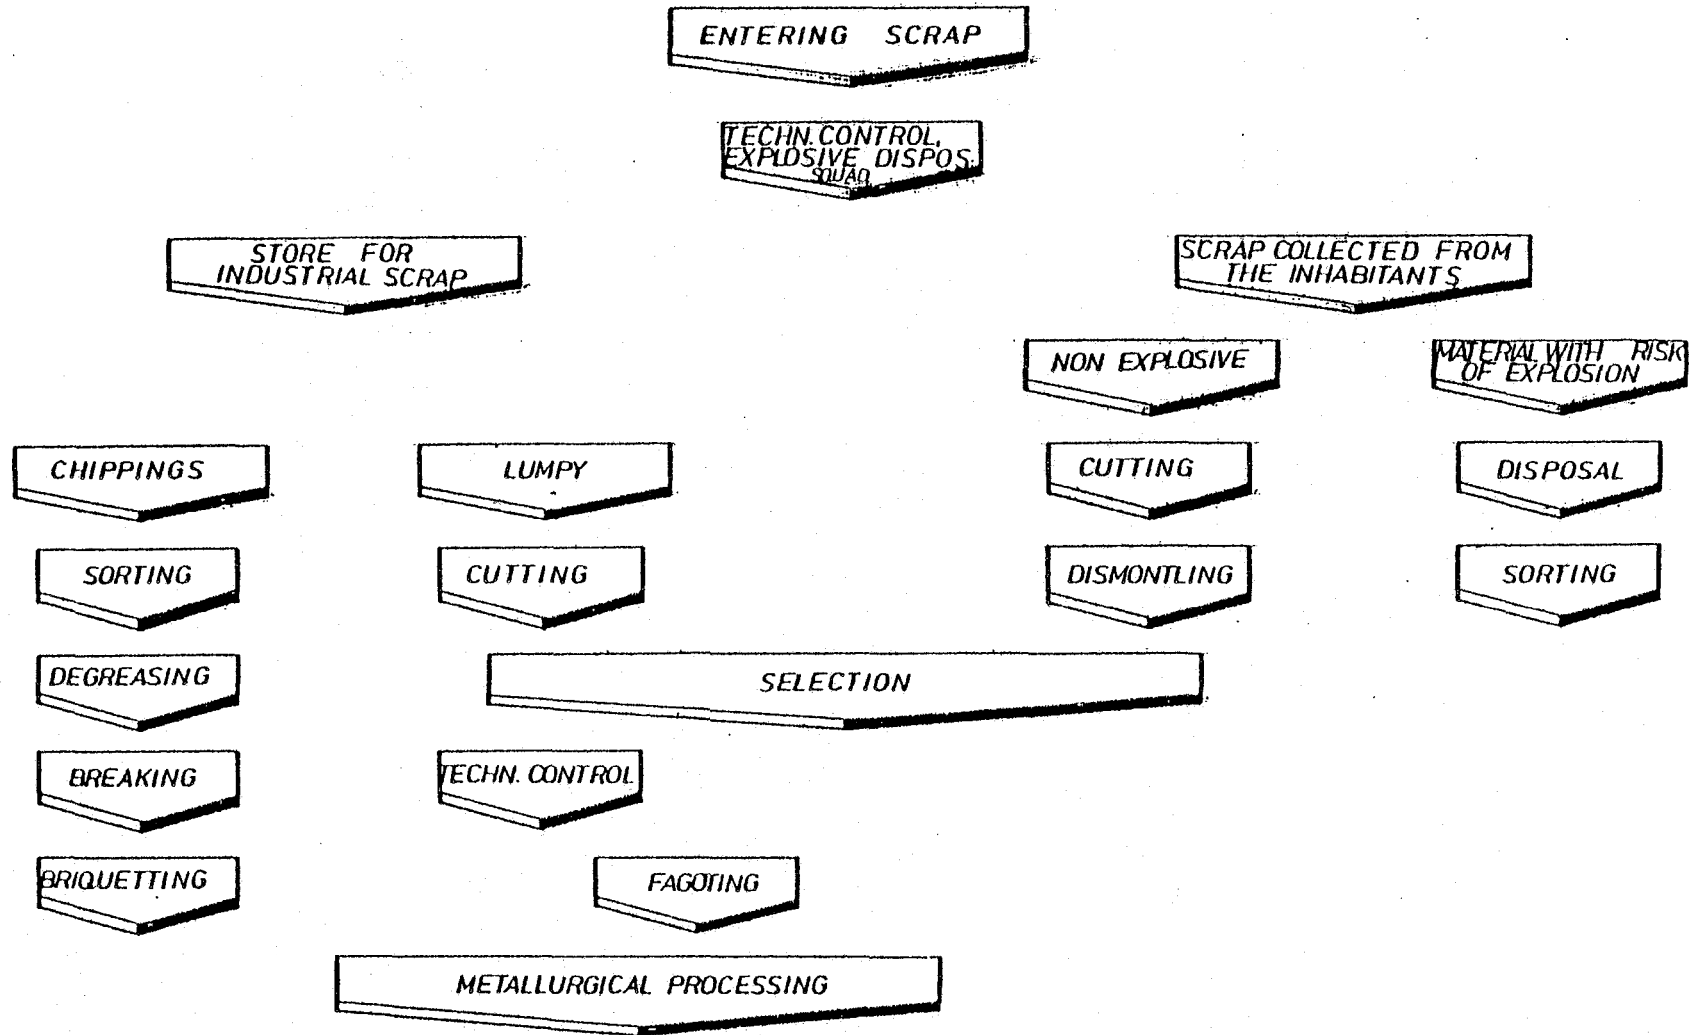 ENTERING SCRAP
TECHN. CONTROL,
EXPLOSIVE DISPOS.
SQUAD
STORE FOR
INDUSTRIAL SCRAP
SCRAP COLLECTED FROM
THE INHABITANTS
NON EXPLOSIVE
MATERIAL WITH RISK
OF EXPLOSION
CHIPPINGS
LUMPY
CUTTING
DISPOSAL
SORTING
CUTTING
DISMONTLING
SORTING
DEGREASING
SELECTION
BREAKING
TECHN. CONTROL
BRIQUETTING
FAGOTING
METALLURGICAL PROCESSING